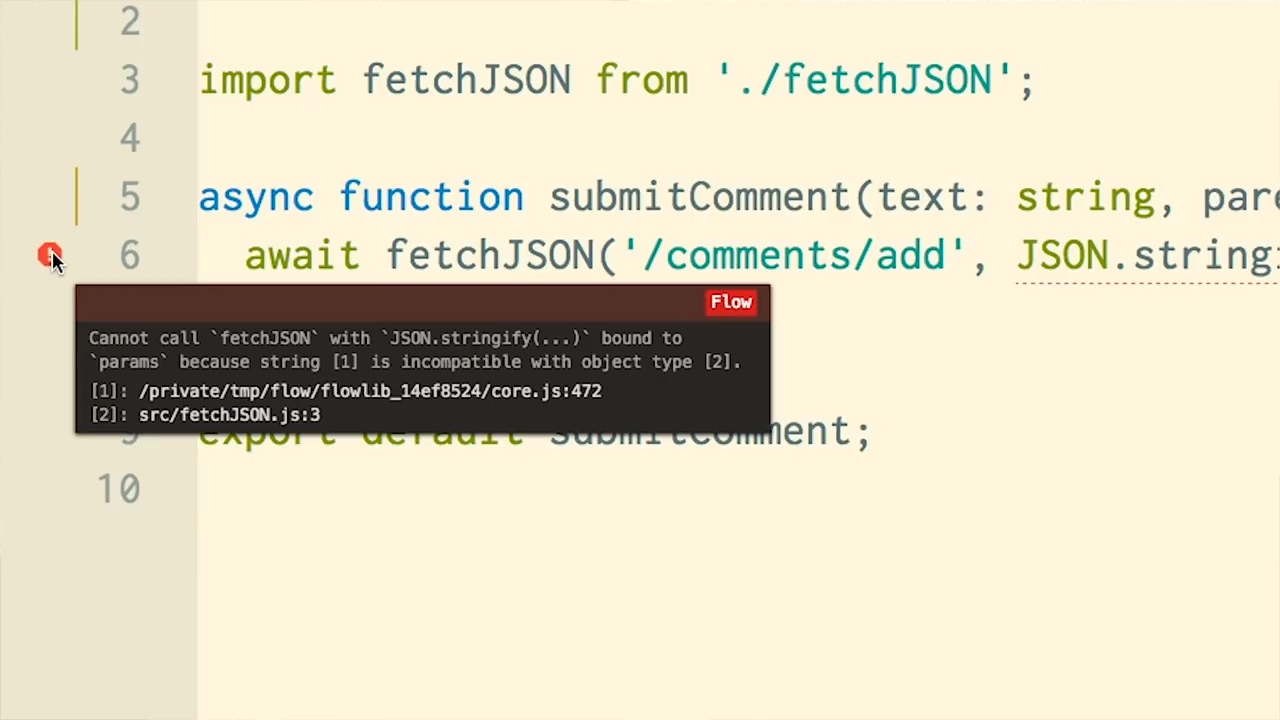 2
3 import fetchJSON from './fetchJSON';
4
5 async function submitComment(text: string, pare
6 await fetchJSON('/comments/add', JSON.stringi
Flow
Cannot call `fetchJSON` with `JSON.stringify(...)` bound to
`params` because string [1] is incompatible with object type [2].
[1]: /private/tmp/flow/flowlib_14ef8524/core.js:472
[2]: src/fetchJSON.js:3
9 export default submitComment;
10